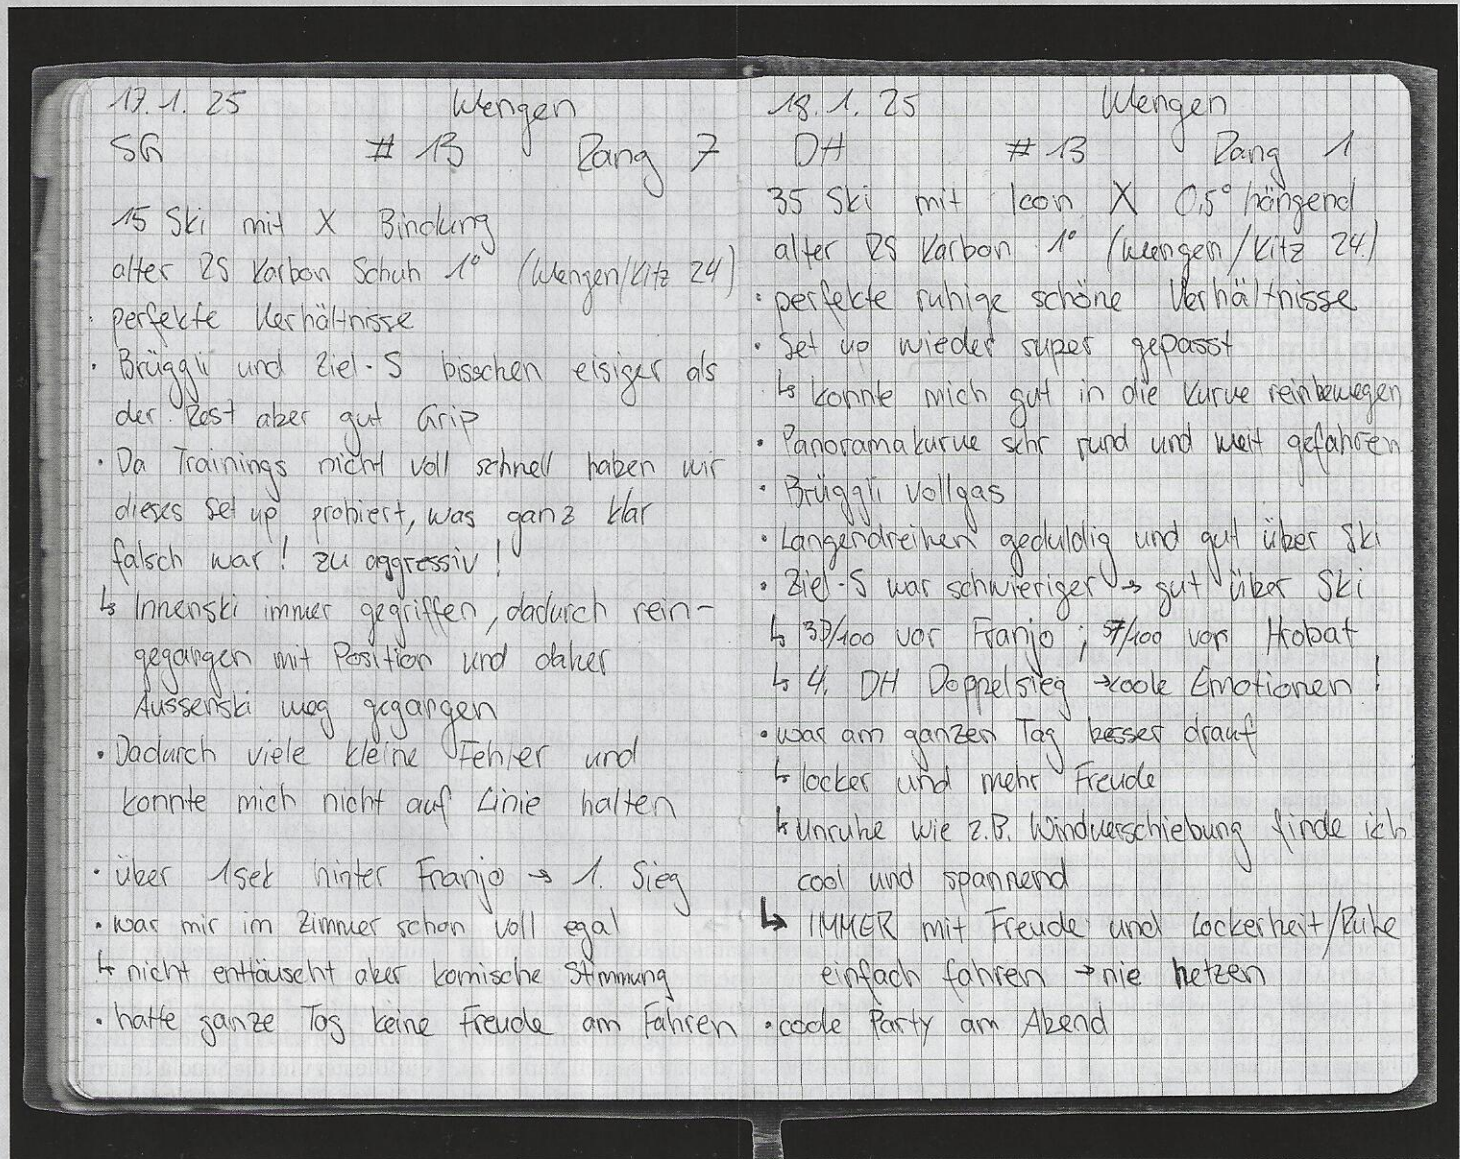 17.1.25 Wengen
SG # 13 Rang 7
15 Ski mit X Bindung
alter RS Karbon Schuh 1° (Wengen/Kitz 24)
· perfekte Verhältnisse
· Brüggli und Ziel-S bisschen eisiger als
der Rest aber gut Grip
· Da Trainings nicht voll schnell haben wir
dieses Set up probiert, was ganz klar
falsch war! zu aggressiv!
↳ Innenski immer gegriffen, dadurch rein-
gegangen mit Position und daher
Aussenski weg gegangen
· Dadurch viele kleine Fehler und
konnte mich nicht auf Linie halten
· über 1sek hinter Franjo → 1. Sieg
· war mir im Zimmer schon voll egal
↳ nicht enttäuscht aber komische Stimmung
· hatte ganze Tag keine Freude am Fahren
18.1.25 Wengen
DH # 13 Rang 1
35 Ski mit Icon X 0,5° hängend
alter RS Karbon 1° (Wengen/Kitz 24.)
· perfekte ruhige schöne Verhältnisse
· Set up wieder super gepasst
↳ konnte mich gut in die Kurve reinbewegen
· Panoramakurve sehr rund und weit gefahren
· Brüggli vollgas
· Langendreihen geduldig und gut über Ski
· Ziel-S war schwieriger → gut über Ski
↳ 37/100 vor Franjo; 57/100 vor Hrobat
↳ 4. DH Doppelsieg → coole Emotionen!
· war am ganzen Tag besser drauf
↳ locker und mehr Freude
↳ Unruhe wie z.B. Windverschiebung finde ich
cool und spannend
↳ IMMER mit Freude und Lockerheit/Ruhe
einfach fahren → nie hetzen
· coole Party am Abend